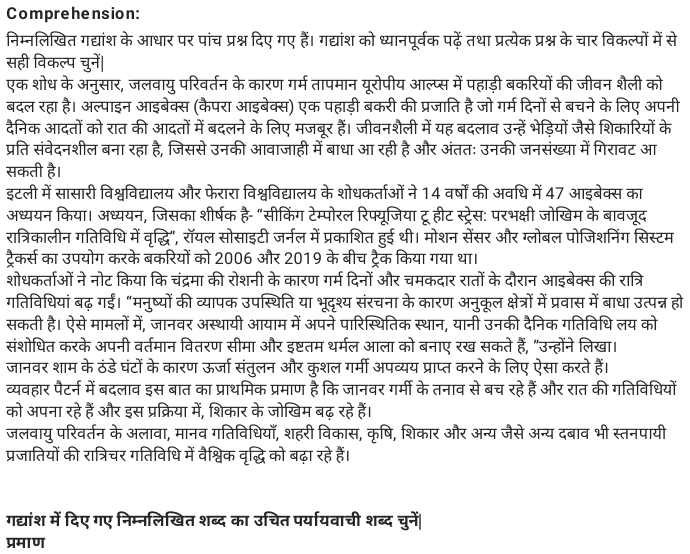 Comprehension:
निम्नलिखित गद्यांश के आधार पर पांच प्रश्न दिए गए हैं। गद्यांश को ध्यानपूर्वक पढ़ें तथा प्रत्येक प्रश्न के चार विकल्पों में से
सही विकल्प चुनें|
एक शोध के अनुसार, जलवायु परिवर्तन के कारण गर्म तापमान यूरोपीय आल्प्स में पहाड़ी बकरियों की जीवन शैली को
बदल रहा है। अल्पाइन आइबेक्स (कैपरा आइबेक्स) एक पहाड़ी बकरी की प्रजाति है जो गर्म दिनों से बचने के लिए अपनी
दैनिक आदतों को रात की आदतों में बदलने के लिए मजबूर हैं। जीवनशैली में यह बदलाव उन्हें भेड़ियों जैसे शिकारियों के
प्रति संवेदनशील बना रहा है, जिससे उनकी आवाजाही में बाधा आ रही है और अंततः उनकी जनसंख्या में गिरावट आ
सकती है।
इटली में सासारी विश्वविद्यालय और फेरारा विश्वविद्यालय के शोधकर्ताओं ने 14 वर्षों की अवधि में 47 आइबेक्स का
अध्ययन किया। अध्ययन, जिसका शीर्षक है- "सीकिंग टेम्पोरल रिफ्यूजिया टू हीट स्ट्रेस: परभक्षी जोखिम के बावजूद
रात्रिकालीन गतिविधि में वृद्धि", रॉयल सोसाइटी जर्नल में प्रकाशित हुई थी। मोशन सेंसर और ग्लोबल पोजिशनिंग सिस्टम
ट्रैकर्स का उपयोग करके बकरियों को 2006 और 2019 के बीच ट्रैक किया गया था।
शोधकर्ताओं ने नोट किया कि चंद्रमा की रोशनी के कारण गर्म दिनों और चमकदार रातों के दौरान आइबेक्स की रात्रि
गतिविधियां बढ़ गईं। "मनुष्यों की व्यापक उपस्थिति या भूदृश्य संरचना के कारण अनुकूल क्षेत्रों में प्रवास में बाधा उत्पन्न हो
सकती है। ऐसे मामलों में, जानवर अस्थायी आयाम में अपने पारिस्थितिक स्थान, यानी उनकी दैनिक गतिविधि लय को
संशोधित करके अपनी वर्तमान वितरण सीमा और इष्टतम थर्मल आला को बनाए रख सकते हैं, "उन्होंने लिखा।
जानवर शाम के ठंडे घंटों के कारण ऊर्जा संतुलन और कुशल गर्मी अपव्यय प्राप्त करने के लिए ऐसा करते हैं।
व्यवहार पैटर्न में बदलाव इस बात का प्राथमिक प्रमाण है कि जानवर गर्मी के तनाव से बच रहे हैं और रात की गतिविधियों
को अपना रहे हैं और इस प्रक्रिया में, शिकार के जोखिम बढ़ रहे हैं।
जलवायु परिवर्तन के अलावा, मानव गतिविधियाँ, शहरी विकास, कृषि, शिकार और अन्य जैसे अन्य दबाव भी स्तनपायी
प्रजातियों की रात्रिचर गतिविधि में वैश्विक वृद्धि को बढ़ा रहे हैं।
गद्यांश में दिए गए निम्नलिखित शब्द का उचित पर्यायवाची शब्द चुनें|
प्रमाण